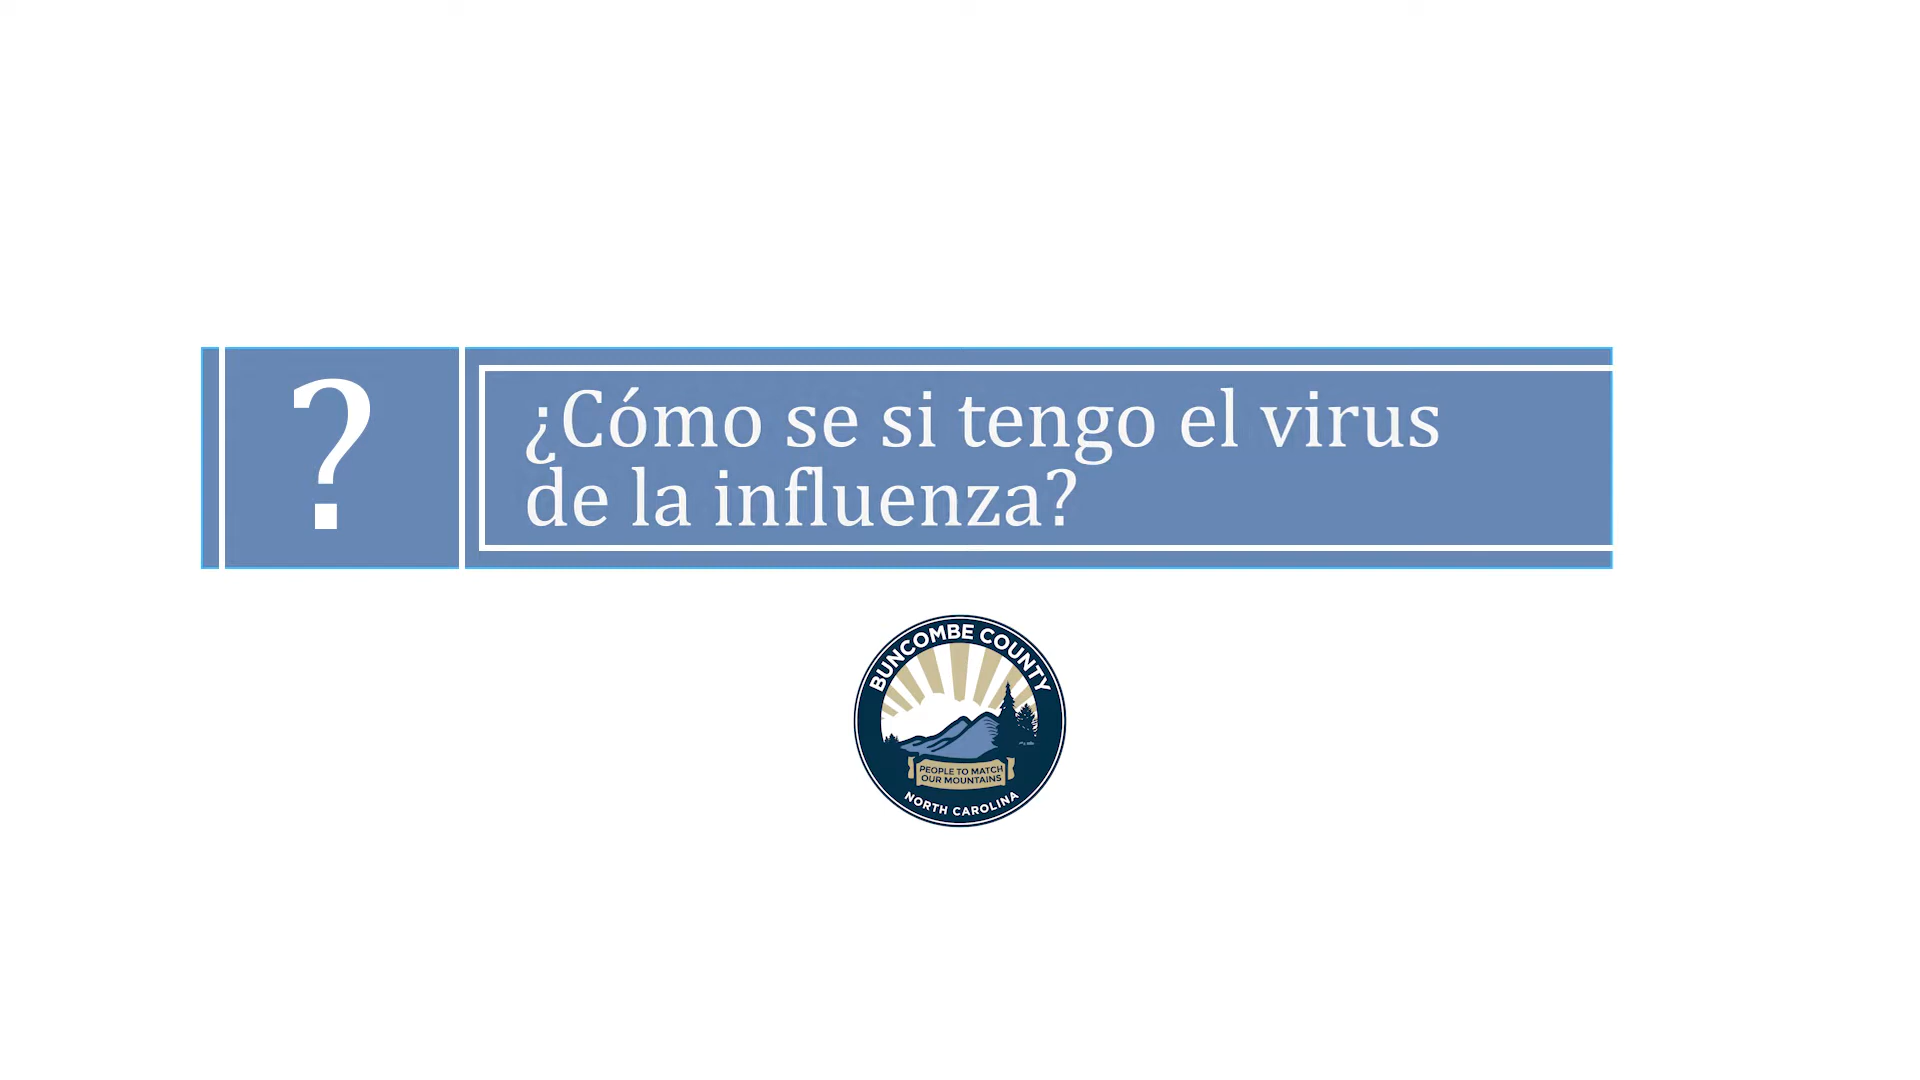 ?
¿Cómo se si tengo el virus
de la influenza?
BUNCOMBE COUNTY
PEOPLE TO MATCH
OUR MOUNTAINS
NORTH CAROLINA